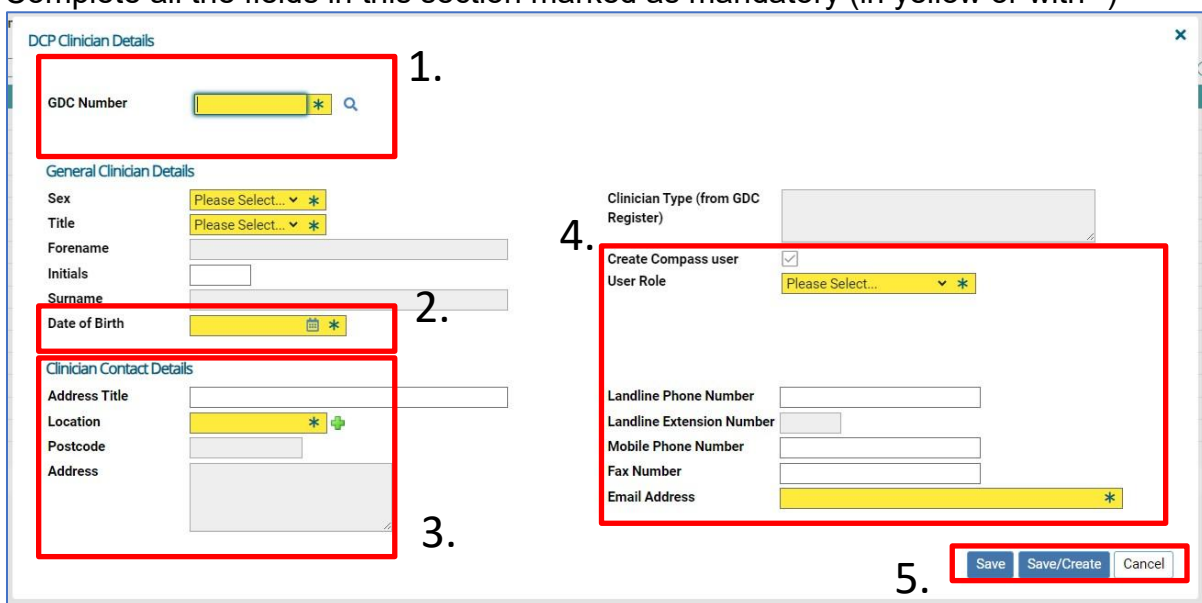 DCP Clinician Details
1.
GDC Number
*
General Clinician Details
Sex
Please Select... *
Title
Please Select... *
Forename
Initials
Surname
2.
Date of Birth
*
Clinician Contact Details
Address Title
Location
*
Postcode
Address
3.
Clinician Type (from GDC
Register)
4.
Create Compass user
User Role
Please Select... *
Landline Phone Number
Landline Extension Number
Mobile Phone Number
Fax Number
Email Address
*
5.
Save Save/Create Cancel